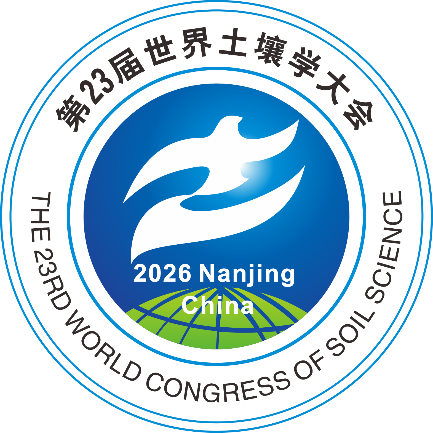 第23届世界土壤学大会
2026 Nanjing
China
THE 23RD WORLD CONGRESS OF SOIL SCIENCE